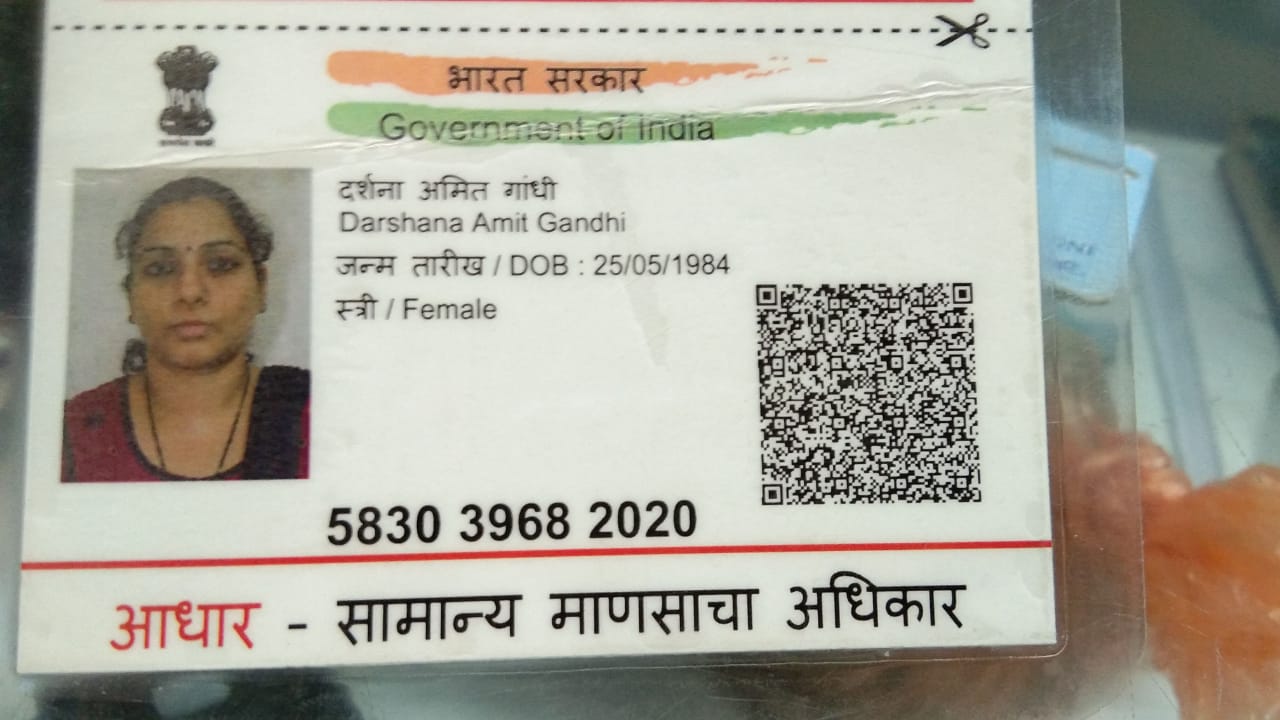 भारत सरकार
Government of India
दर्शना अमित गांधी
Darshana Amit Gandhi
जन्म तारीख / DOB : 25/05/1984
स्त्री / Female
5830 3968 2020
आधार - सामान्य माणसाचा अधिकार